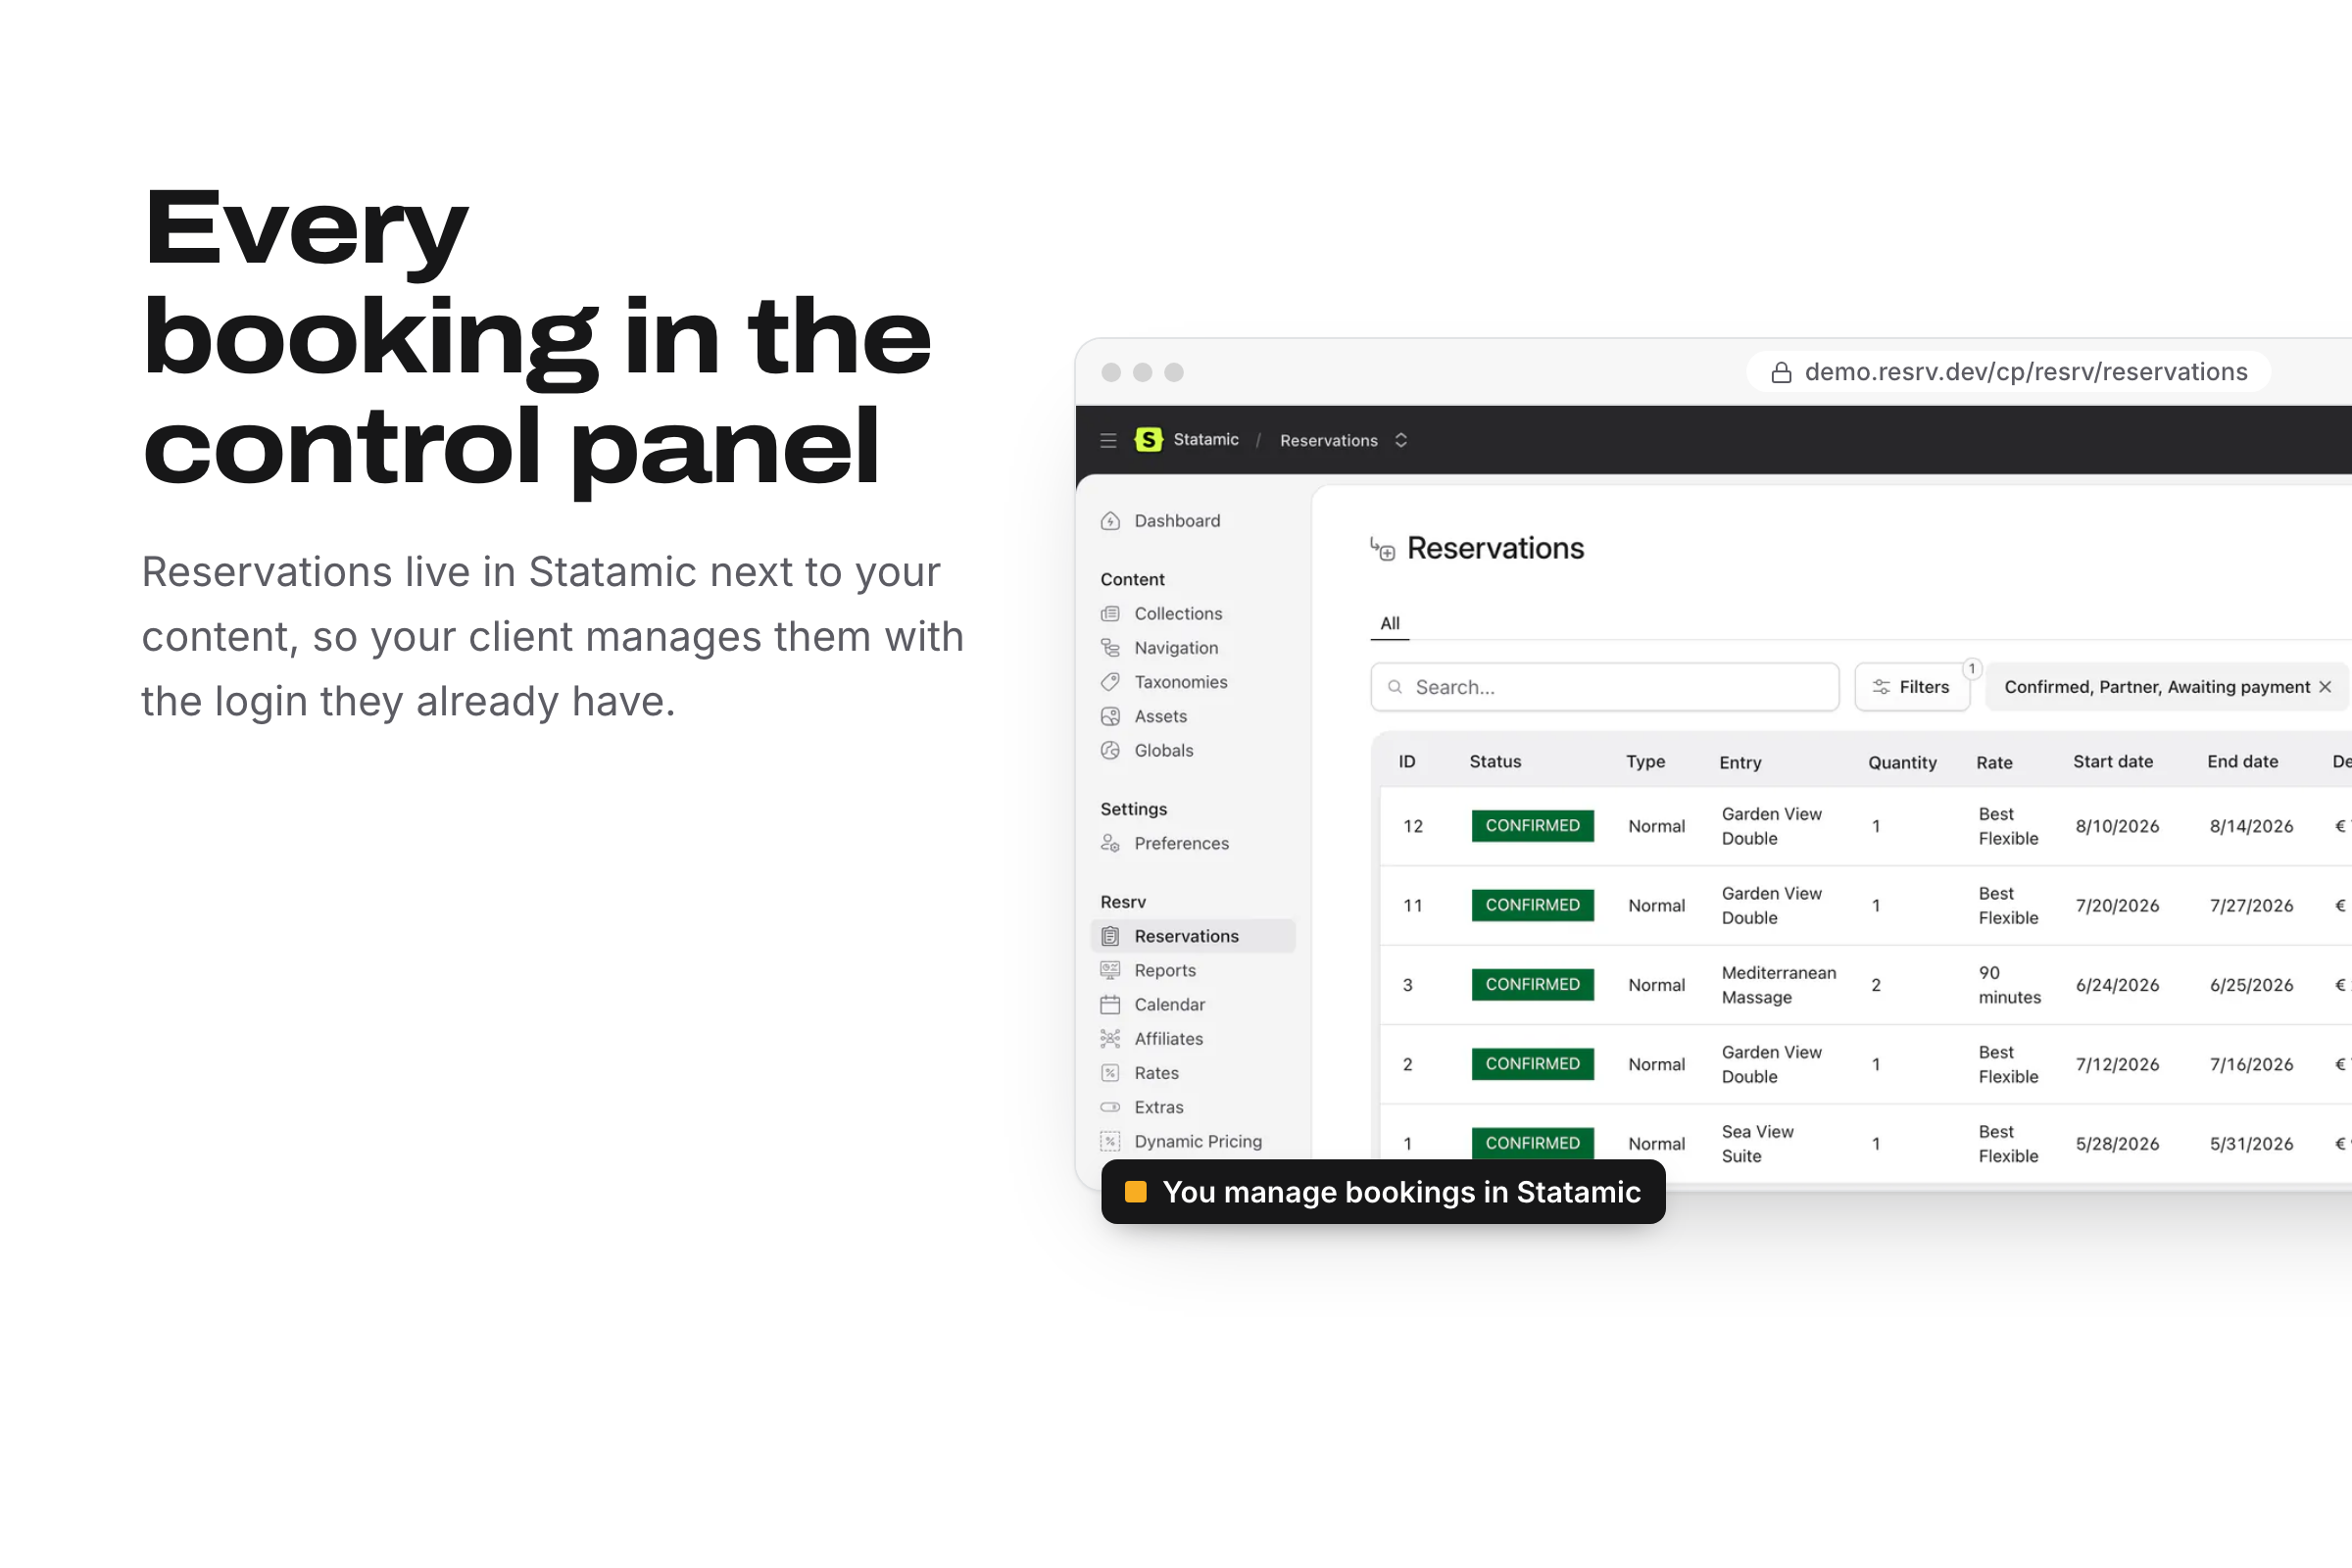 Every
booking in the
control panel
Reservations live in Statamic next to your
content, so your client manages them with
the login they already have.
demo.resrv.dev/cp/resrv/reservations
S Statamic / Reservations
Dashboard
Content
Collections
Navigation
Taxonomies
Assets
Globals
Settings
Preferences
Resrv
Reservations
Reports
Calendar
Affiliates
Rates
Extras
Dynamic Pricing
Reservations
All
Search... Filters 1 Confirmed, Partner, Awaiting payment
ID Status Type Entry Quantity Rate Start date End date
12 CONFIRMED Normal Garden View Double 1 Best Flexible 8/10/2026 8/14/2026 €
11 CONFIRMED Normal Garden View Double 1 Best Flexible 7/20/2026 7/27/2026 €
3 CONFIRMED Normal Mediterranean Massage 2 90 minutes 6/24/2026 6/25/2026 €
2 CONFIRMED Normal Garden View Double 1 Best Flexible 7/12/2026 7/16/2026 €
1 CONFIRMED Normal Sea View Suite 1 Best Flexible 5/28/2026 5/31/2026 €
You manage bookings in Statamic